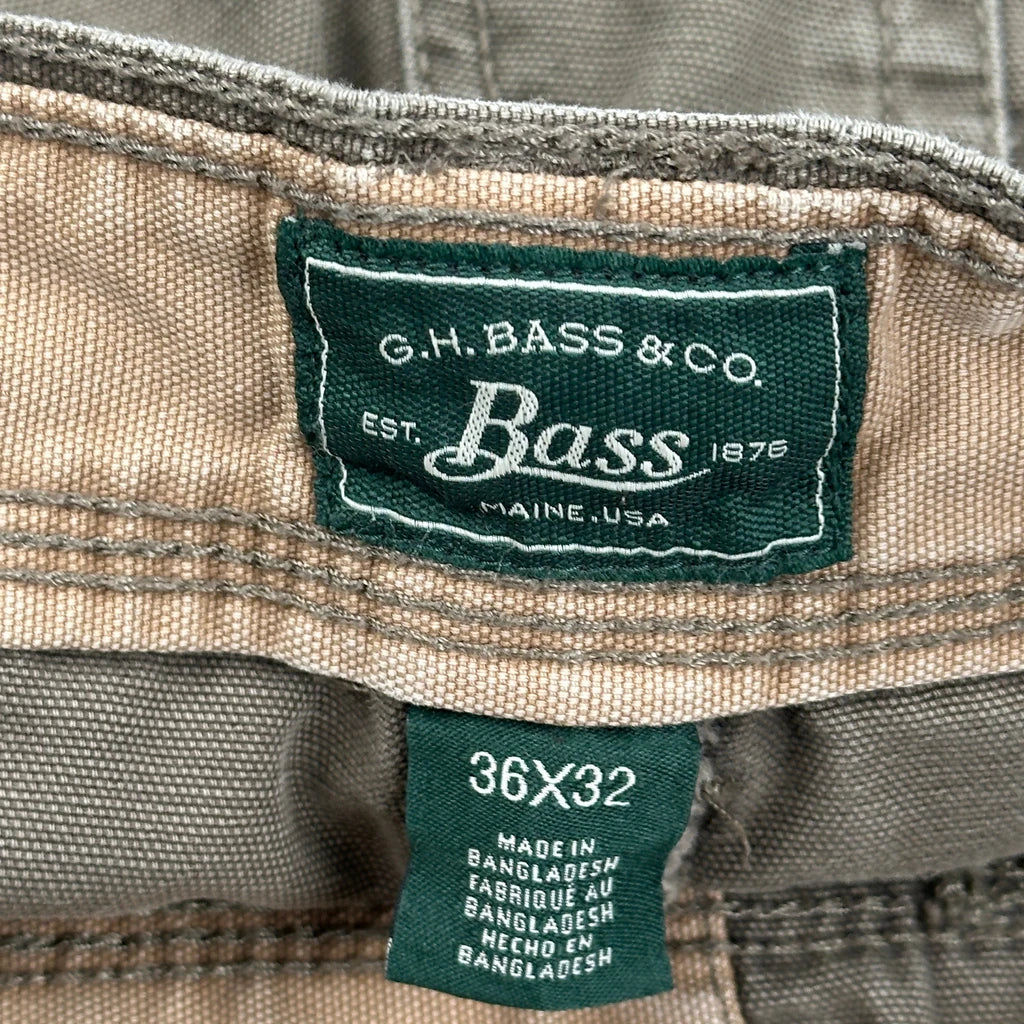 G.H. BASS & CO.
EST. Bass 1876
MAINE, USA
36X32
MADE IN
BANGLADESH
FABRIQUÉ AU
BANGLADESH
HECHO EN
BANGLADESH